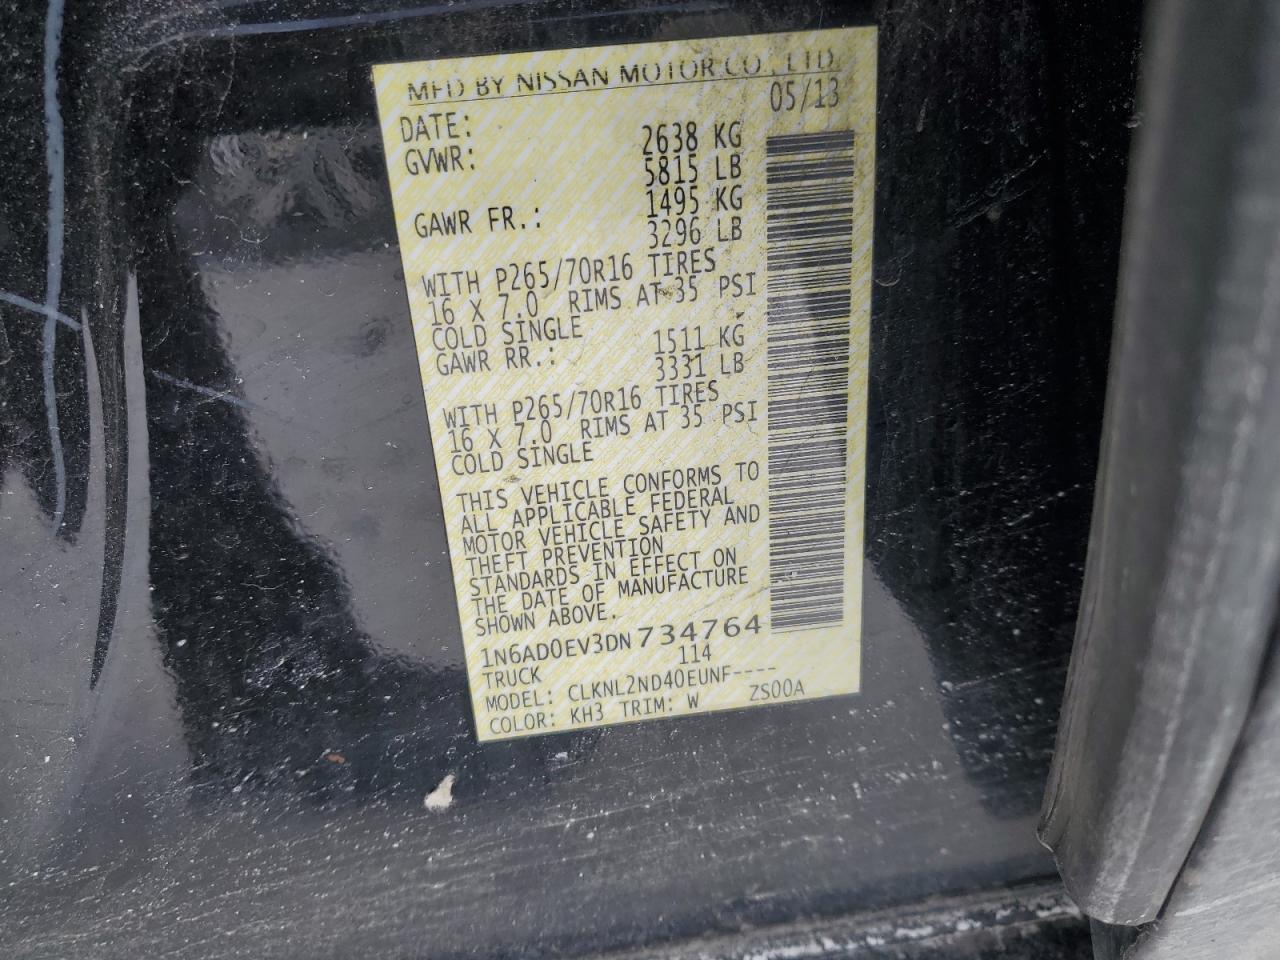 MFD BY NISSAN MOTOR CO., LTD.
DATE: 05/13
GVWR: 2638 KG
5815 LB
GAWR FR.: 1495 KG
3296 LB
WITH P265/70R16 TIRES
16 X 7.0 RIMS AT 35 PSI
COLD SINGLE
GAWR RR.: 1511 KG
3331 LB
WITH P265/70R16 TIRES
16 X 7.0 RIMS AT 35 PSI
COLD SINGLE
THIS VEHICLE CONFORMS TO
ALL APPLICABLE FEDERAL
MOTOR VEHICLE SAFETY AND
THEFT PREVENTION
STANDARDS IN EFFECT ON
THE DATE OF MANUFACTURE
SHOWN ABOVE.
1N6AD0EV3DN734764
TRUCK 114
MODEL: CLKNL2ND40EUNF----
COLOR: KH3 TRIM: W ZS00A